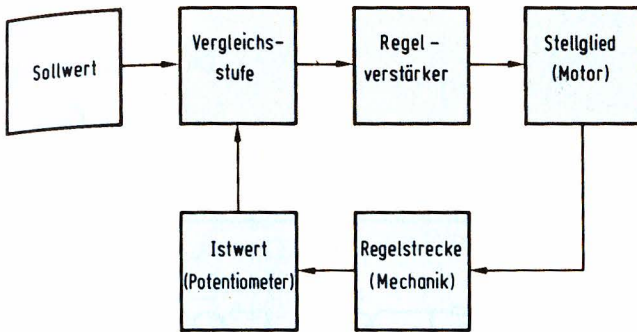 Sollwert
Vergleichs-
stufe
Regel-
verstärker
Stellglied
(Motor)
Istwert
(Potentiometer)
Regelstrecke
(Mechanik)